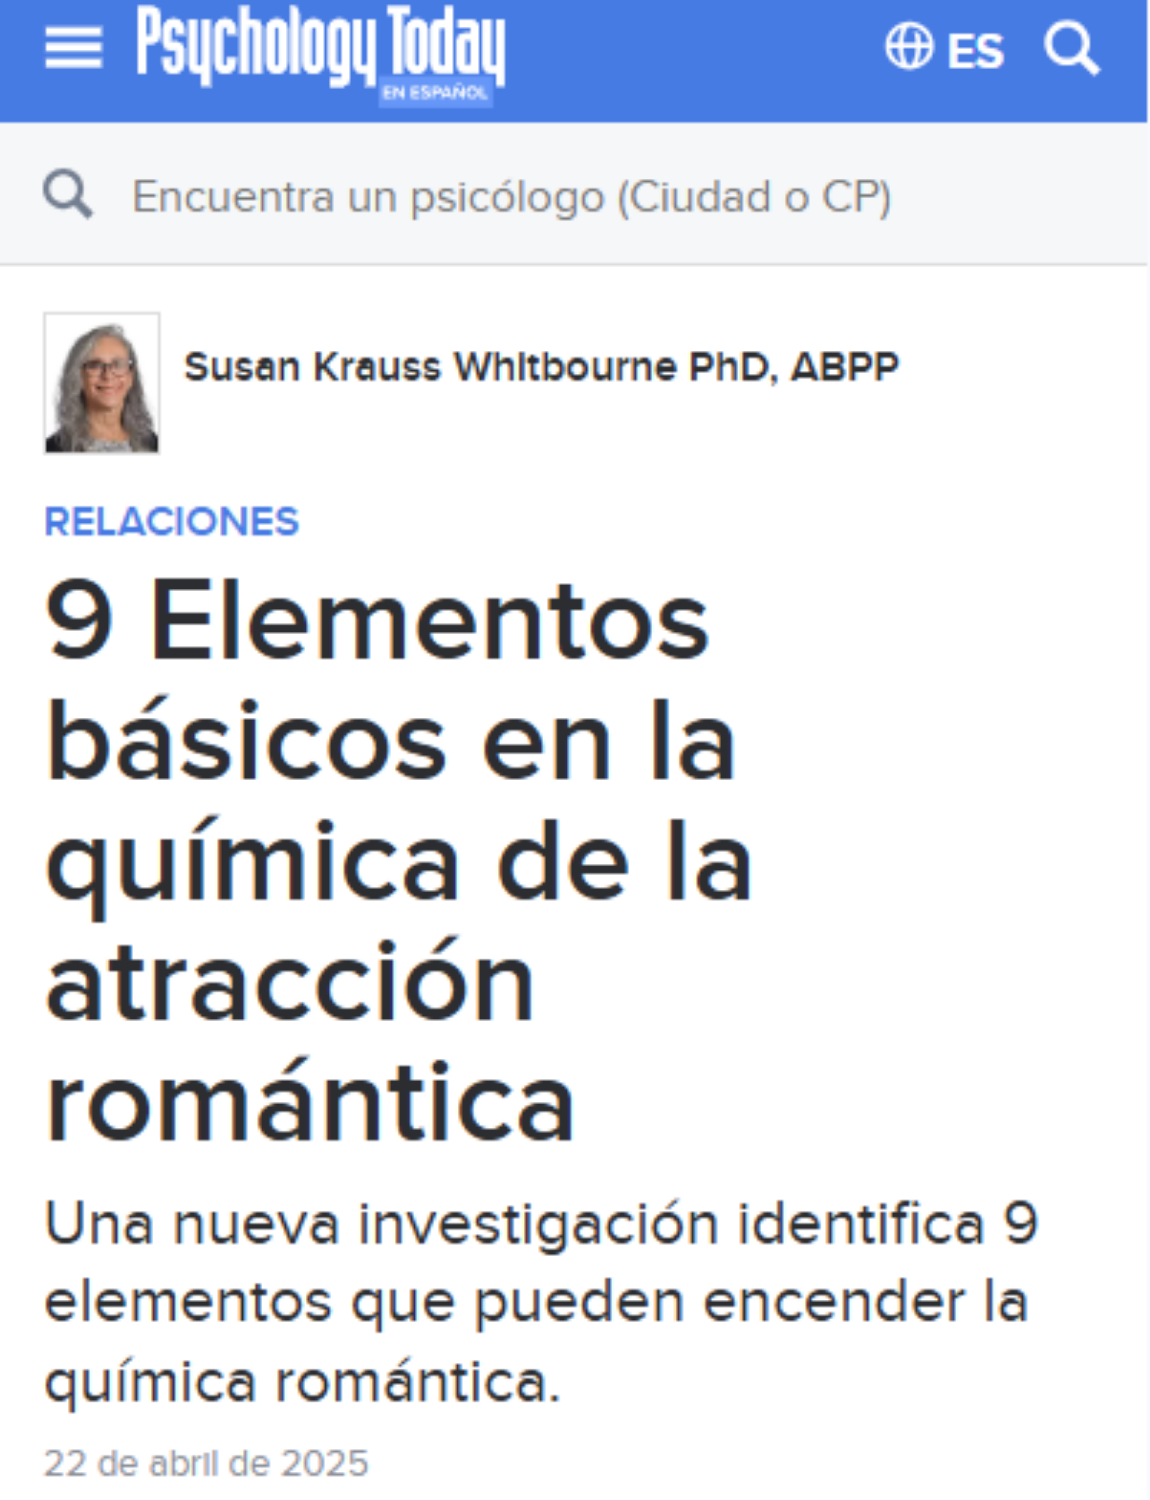 Psychology Today
EN ESPAÑOL
ES
Encuentra un psicólogo (Ciudad o CP)
Susan Krauss Whitbourne PhD, ABPP
RELACIONES
9 Elementos
básicos en la
química de la
atracción
romántica
Una nueva investigación identifica 9
elementos que pueden encender la
química romántica.
22 de abril de 2025